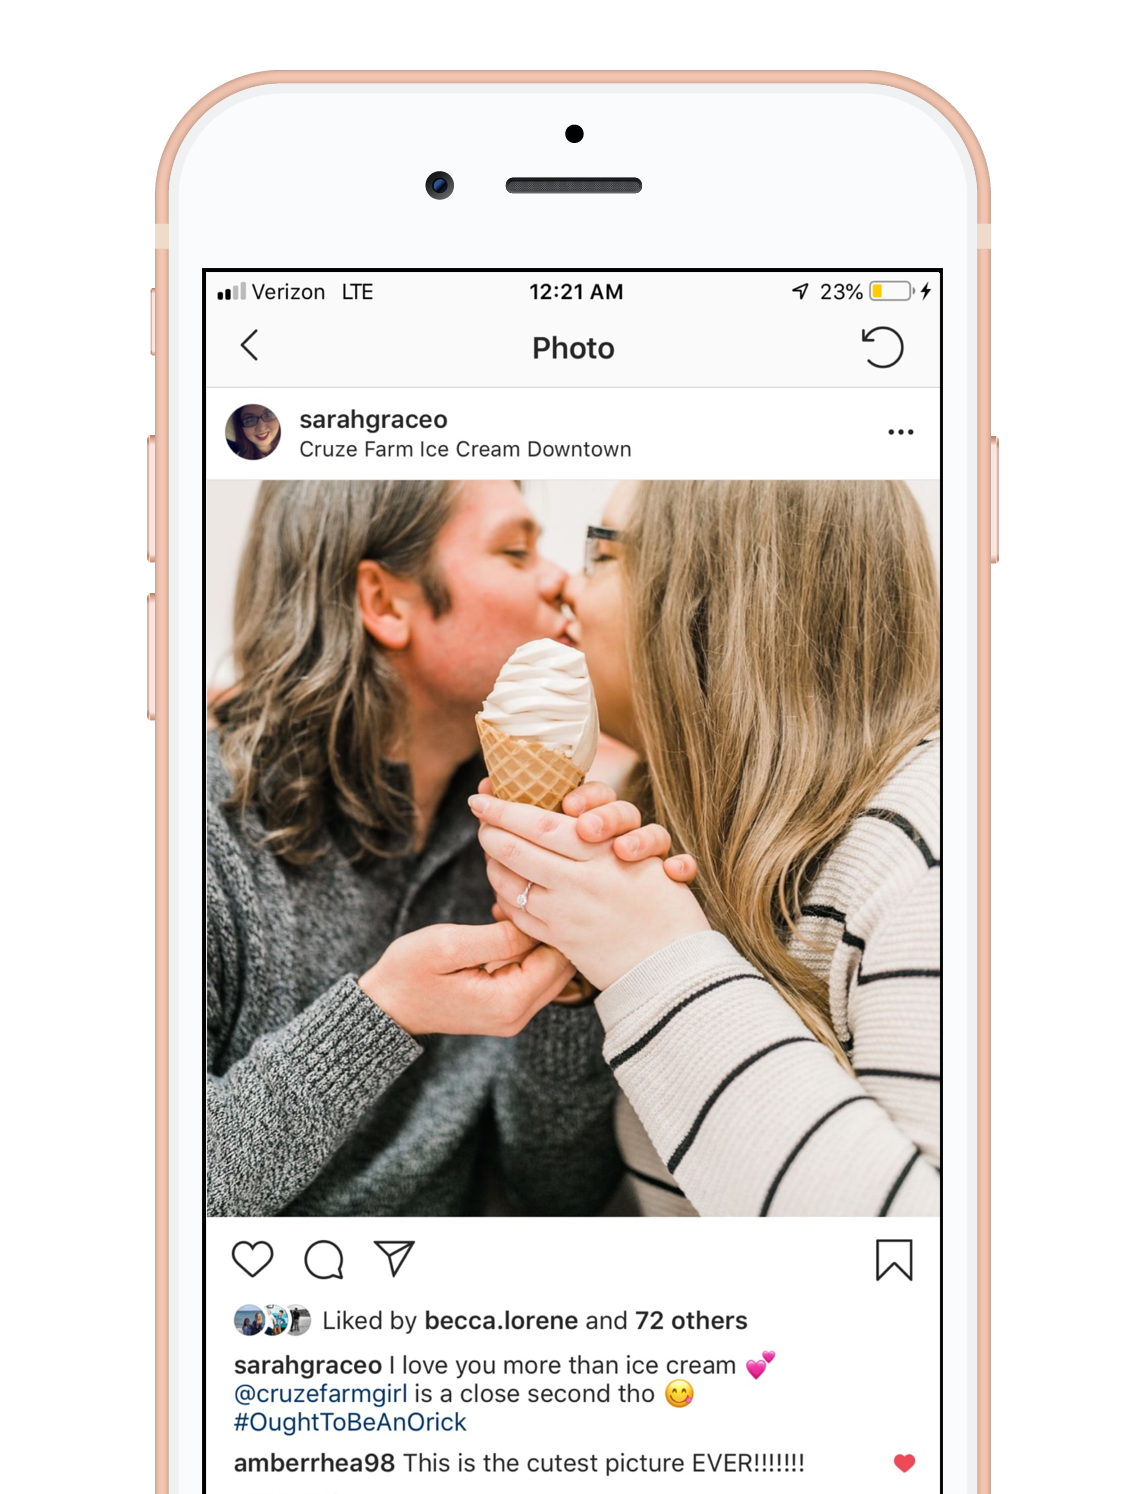 Verizon LTE 12:21 AM 23%
Photo
sarahgraceo
Cruze Farm Ice Cream Downtown
Liked by becca.lorene and 72 others
sarahgraceo I love you more than ice cream 💕
@cruzefarmgirl is a close second tho 😋
#OughtToBeAnOrick
amberrhea98 This is the cutest picture EVER!!!!!!!